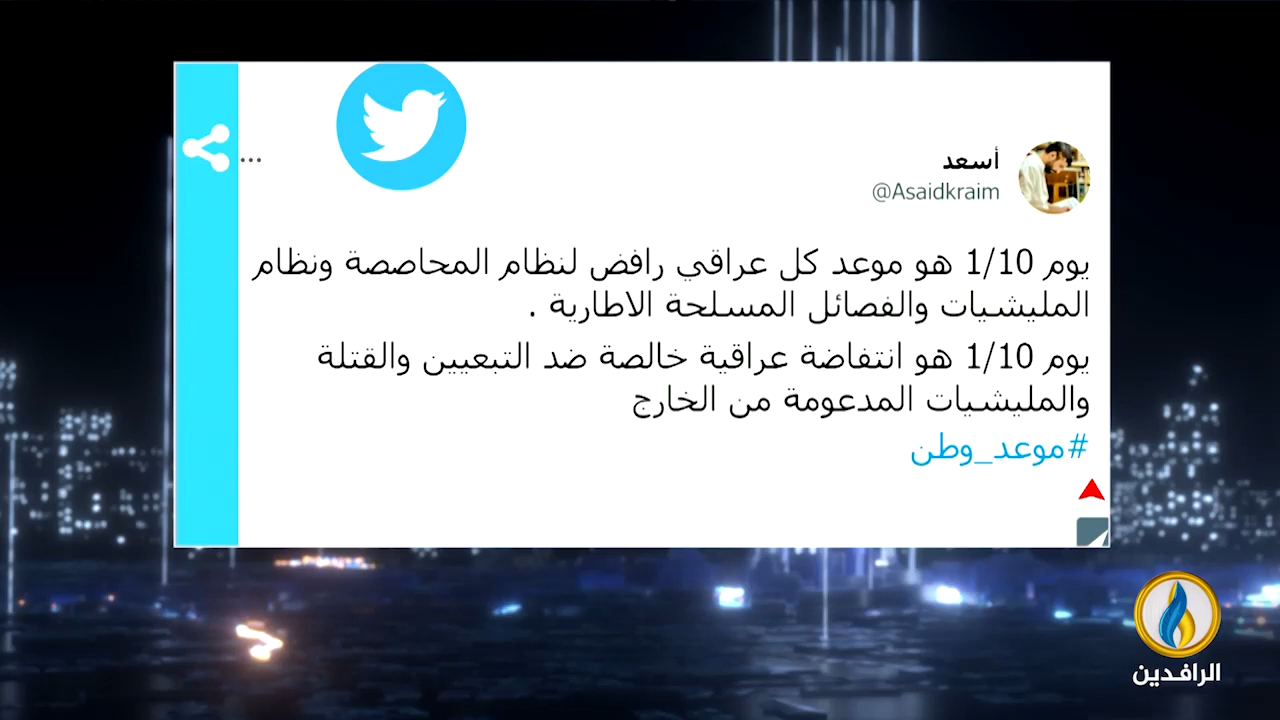 أسعد
@Asaidkraim
...
يوم 1/10 هو موعد كل عراقي رافض لنظام المحاصصة ونظام
المليشيات والفصائل المسلحة الاطارية .
يوم 1/10 هو انتفاضة عراقية خالصة ضد التبعيين والقتلة
والمليشيات المدعومة من الخارج
#موعد_وطن
الرافدين